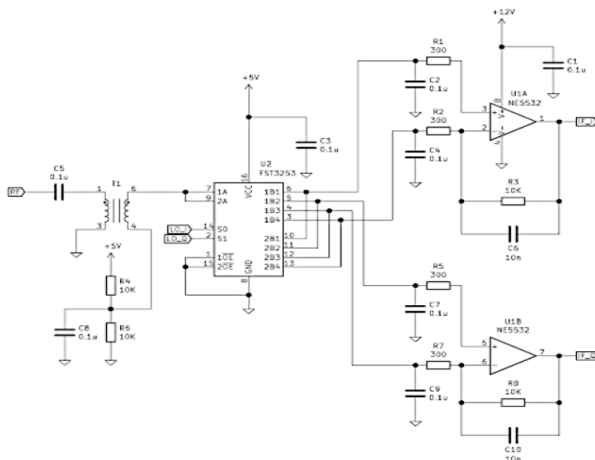 +12V
R1
300
C1
0.1u
+5V
C2
0.1u
U1A
NE5532
8
V+
3
+
2
-
1
IF_I
V-
4
R2
300
C4
0.1u
C3
0.1u
U2
FST3253
16
VCC
R3
10K
C6
10n
C5
0.1u
T1
RF
1
6
3
4
7
1A
9
2A
14
S0
2
S1
1
1OE
15
2OE
GND
8
1B1
6
1B2
5
1B3
4
1B4
3
2B1
10
2B2
11
2B3
12
2B4
13
LO_I
LO_Q
+5V
R4
10K
C8
0.1u
R6
10K
R5
300
C7
0.1u
U1B
NE5532
5
+
6
-
7
IF_Q
R7
300
C9
0.1u
R8
10K
C10
10n